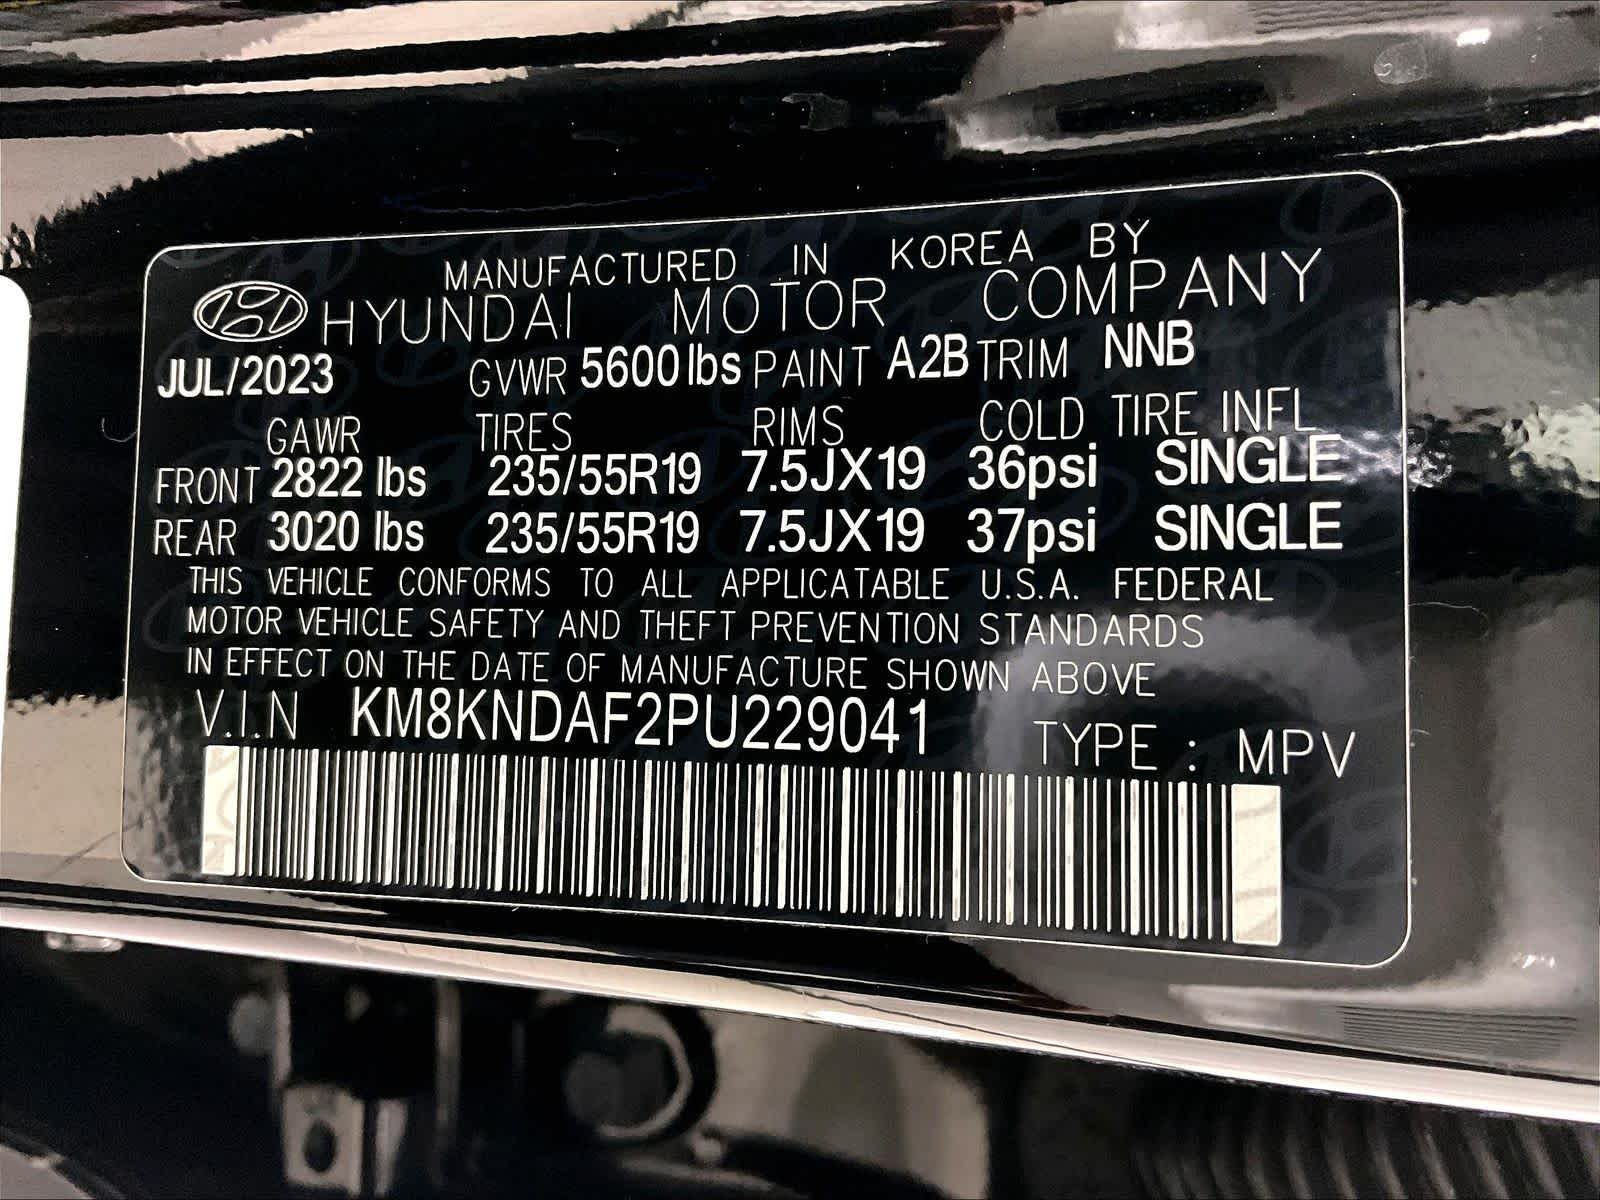 MANUFACTURED IN KOREA BY
HYUNDAI MOTOR COMPANY
JUL/2023 GVWR 5600lbs PAINT A2B TRIM NNB
GAWR TIRES RIMS COLD TIRE INFL
FRONT 2822 lbs 235/55R19 7.5JX19 36psi SINGLE
REAR 3020 lbs 235/55R19 7.5JX19 37psi SINGLE
THIS VEHICLE CONFORMS TO ALL APPLICATABLE U.S.A. FEDERAL
MOTOR VEHICLE SAFETY AND THEFT PREVENTION STANDARDS
IN EFFECT ON THE DATE OF MANUFACTURE SHOWN ABOVE
V.I.N KM8KNDAF2PU229041 TYPE : MPV